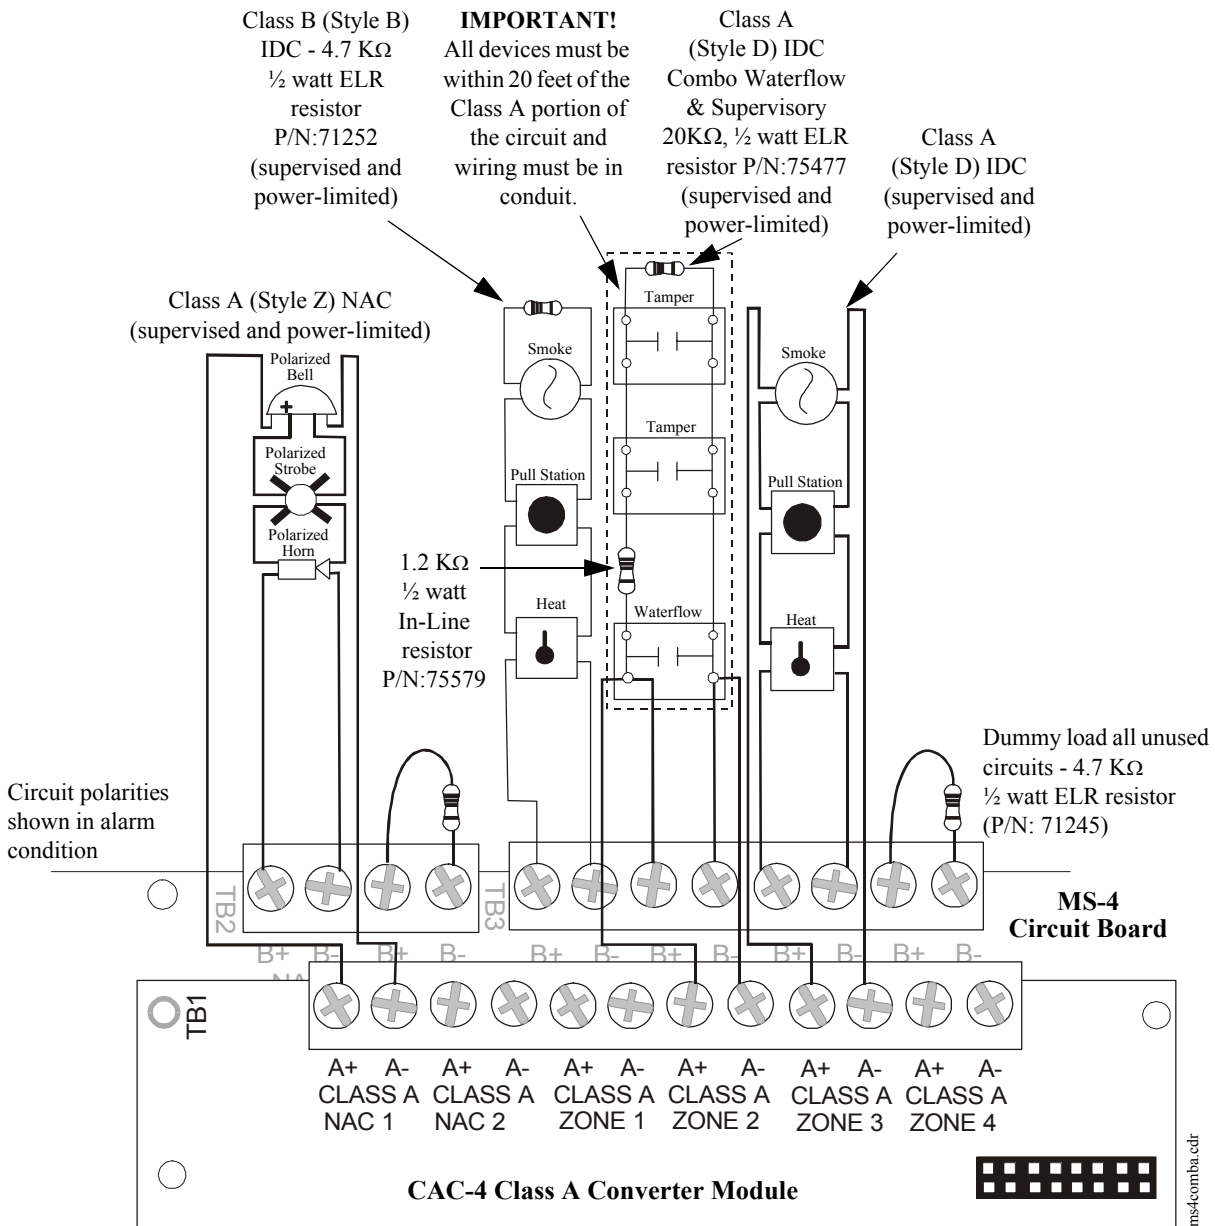 Class B (Style B)
IDC - 4.7 KΩ
½ watt ELR
resistor
P/N:71252
(supervised and
power-limited)
IMPORTANT!
All devices must be
within 20 feet of the
Class A portion of
the circuit and
wiring must be in
conduit.
Class A
(Style D) IDC
Combo Waterflow
& Supervisory
20KΩ, ½ watt ELR
resistor P/N:75477
(supervised and
power-limited)
Class A
(Style D) IDC
(supervised and
power-limited)
Class A (Style Z) NAC
(supervised and power-limited)
Polarized
Bell
+
Polarized
Strobe
Polarized
Horn
Smoke
Pull Station
Heat
Tamper
Tamper
Waterflow
1.2 KΩ
½ watt
In-Line
resistor
P/N:75579
Smoke
Pull Station
Heat
Dummy load all unused
circuits - 4.7 KΩ
½ watt ELR resistor
(P/N: 71245)
Circuit polarities
shown in alarm
condition
TB2
TB3
MS-4
Circuit Board
B+ B- B+ B- B+ B- B+ B- B+ B- B+ B-
TB1
A+ A- A+ A- A+ A- A+ A- A+ A- A+ A-
CLASS A CLASS A CLASS A CLASS A CLASS A CLASS A
NAC 1 NAC 2 ZONE 1 ZONE 2 ZONE 3 ZONE 4
CAC-4 Class A Converter Module
ms4comba.cdr